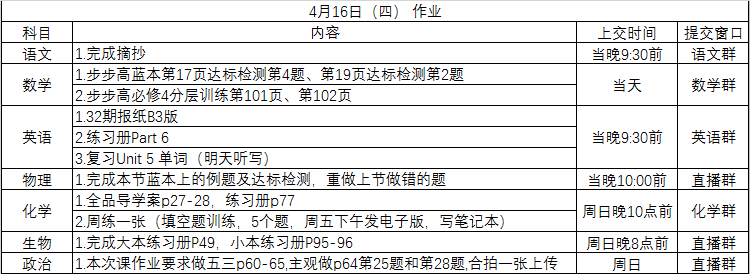 4月16日（四） 作业
科目 内容 上交时间 提交窗口
语文 1.完成摘抄 当晚9:30前 语文群
数学 1.步步高蓝本第17页达标检测第4题、第19页达标检测第2题 当天 数学群
2.步步高必修4分层训练第101页、第102页
英语 1.32期报纸B3版 当晚9:30前 英语群
2.练习册Part 6
3.复习Unit 5 单词（明天听写）
物理 1.完成本节蓝本上的例题及达标检测，重做上节做错的题 当晚10:00前 直播群
化学 1.全品导学案p27-28，练习册p77 周日晚10点前 化学群
2.周练一张（填空题训练，5个题，周五下午发电子版，写笔记本）
生物 1.完成大本练习册P49，小本练习册P95-96 周日晚8点前 直播群
政治 1.本次课作业要求做五三p60-65,主观做p64第25题和第28题,合拍一张上传 周日 直播群